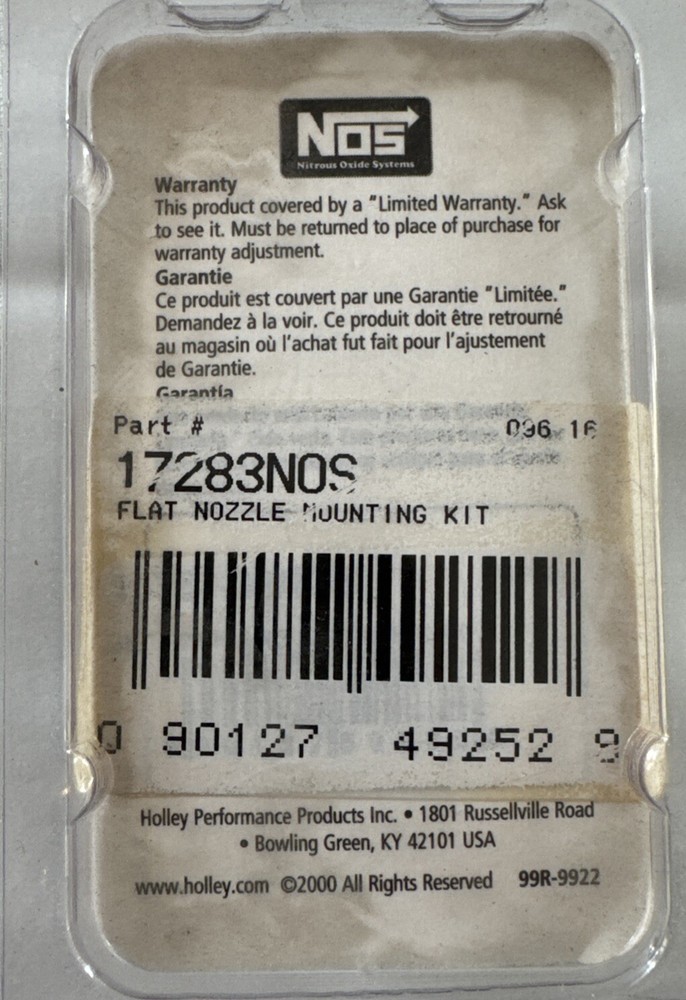 NOS
Nitrous Oxide Systems
Warranty
This product covered by a "Limited Warranty." Ask
to see it. Must be returned to place of purchase for
warranty adjustment.
Garantie
Ce produit est couvert par une Garantie "Limitée."
Demandez à la voir. Ce produit doit être retrourné
au magasin où l'achat fut fait pour l'ajustement
de Garantie.
Garantía
Part # 096 16
17283NOS
FLAT NOZZLE MOUNTING KIT
0 90127 49252 9
Holley Performance Products Inc. • 1801 Russellville Road
• Bowling Green, KY 42101 USA
www.holley.com ©2000 All Rights Reserved 99R-9922